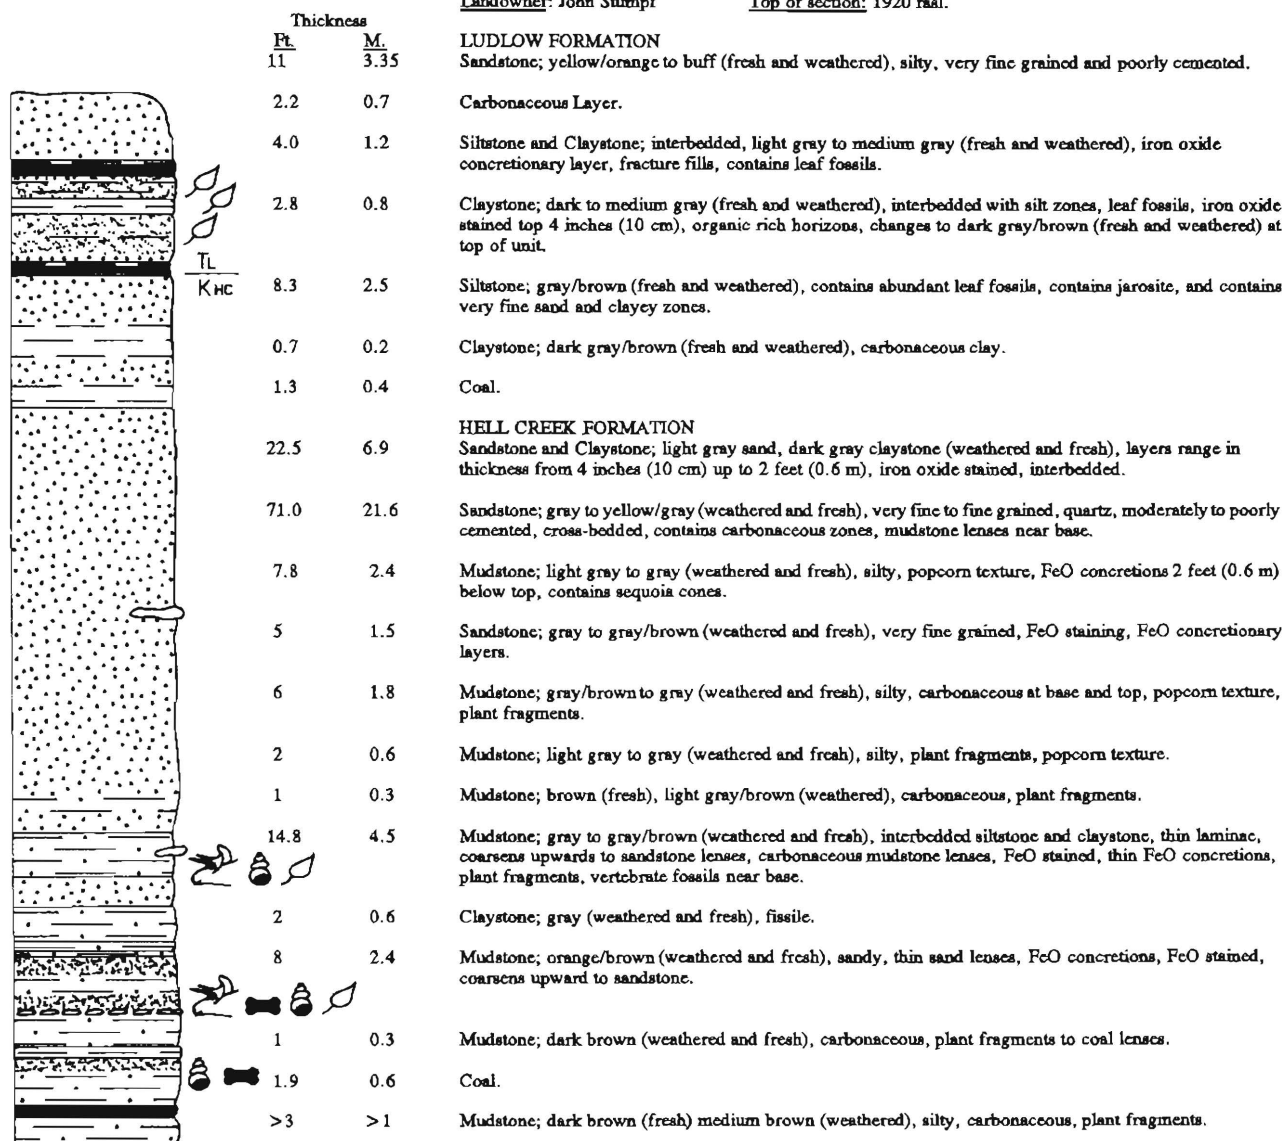 Landowner: John Stumpf Top of section: 1920 masl.
Thickness
Ft. M. LUDLOW FORMATION
11 3.35 Sandstone; yellow/orange to buff (fresh and weathered), silty, very fine grained and poorly cemented.
2.2 0.7 Carbonaceous Layer.
4.0 1.2 Siltstone and Claystone; interbedded, light gray to medium gray (fresh and weathered), iron oxide
concretionary layer, fracture fills, contains leaf fossils.
2.8 0.8 Claystone; dark to medium gray (fresh and weathered), interbedded with silt zones, leaf fossils, iron oxide
stained top 4 inches (10 cm), organic rich horizons, changes to dark gray/brown (fresh and weathered) at
top of unit.
TL
KHC
8.3 2.5 Siltstone; gray/brown (fresh and weathered), contains abundant leaf fossils, contains jarosite, and contains
very fine sand and clayey zones.
0.7 0.2 Claystone; dark gray/brown (fresh and weathered), carbonaceous clay.
1.3 0.4 Coal.
HELL CREEK FORMATION
22.5 6.9 Sandstone and Claystone; light gray sand, dark gray claystone (weathered and fresh), layers range in
thickness from 4 inches (10 cm) up to 2 feet (0.6 m), iron oxide stained, interbedded.
71.0 21.6 Sandstone; gray to yellow/gray (weathered and fresh), very fine to fine grained, quartz, moderately to poorly
cemented, cross-bedded, contains carbonaceous zones, mudstone lenses near base.
7.8 2.4 Mudstone; light gray to gray (weathered and fresh), silty, popcorn texture, FeO concretions 2 feet (0.6 m)
below top, contains sequoia cones.
5 1.5 Sandstone; gray to gray/brown (weathered and fresh), very fine grained, FeO staining, FeO concretionary
layers.
6 1.8 Mudstone; gray/brown to gray (weathered and fresh), silty, carbonaceous at base and top, popcorn texture,
plant fragments.
2 0.6 Mudstone; light gray to gray (weathered and fresh), silty, plant fragments, popcorn texture.
1 0.3 Mudstone; brown (fresh), light gray/brown (weathered), carbonaceous, plant fragments.
14.8 4.5 Mudstone; gray to gray/brown (weathered and fresh), interbedded siltstone and claystone, thin laminae,
coarsens upwards to sandstone lenses, carbonaceous mudstone lenses, FeO stained, thin FeO concretions,
plant fragments, vertebrate fossils near base.
2 0.6 Claystone; gray (weathered and fresh), fissile.
8 2.4 Mudstone; orange/brown (weathered and fresh), sandy, thin sand lenses, FeO concretions, FeO stained,
coarsens upward to sandstone.
1 0.3 Mudstone; dark brown (weathered and fresh), carbonaceous, plant fragments to coal lenses.
1.9 0.6 Coal.
>3 >1 Mudstone; dark brown (fresh) medium brown (weathered), silty, carbonaceous, plant fragments.